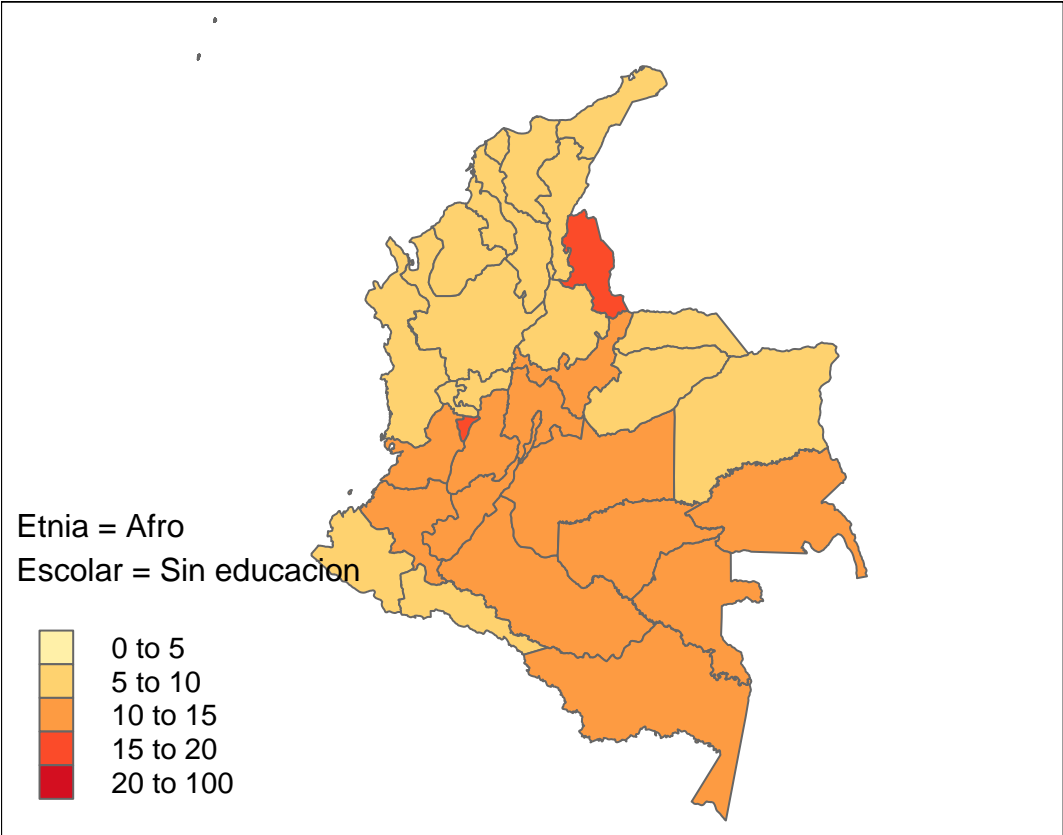 Etnia = Afro
Escolar = Sin educacion
0 to 5
5 to 10
10 to 15
15 to 20
20 to 100